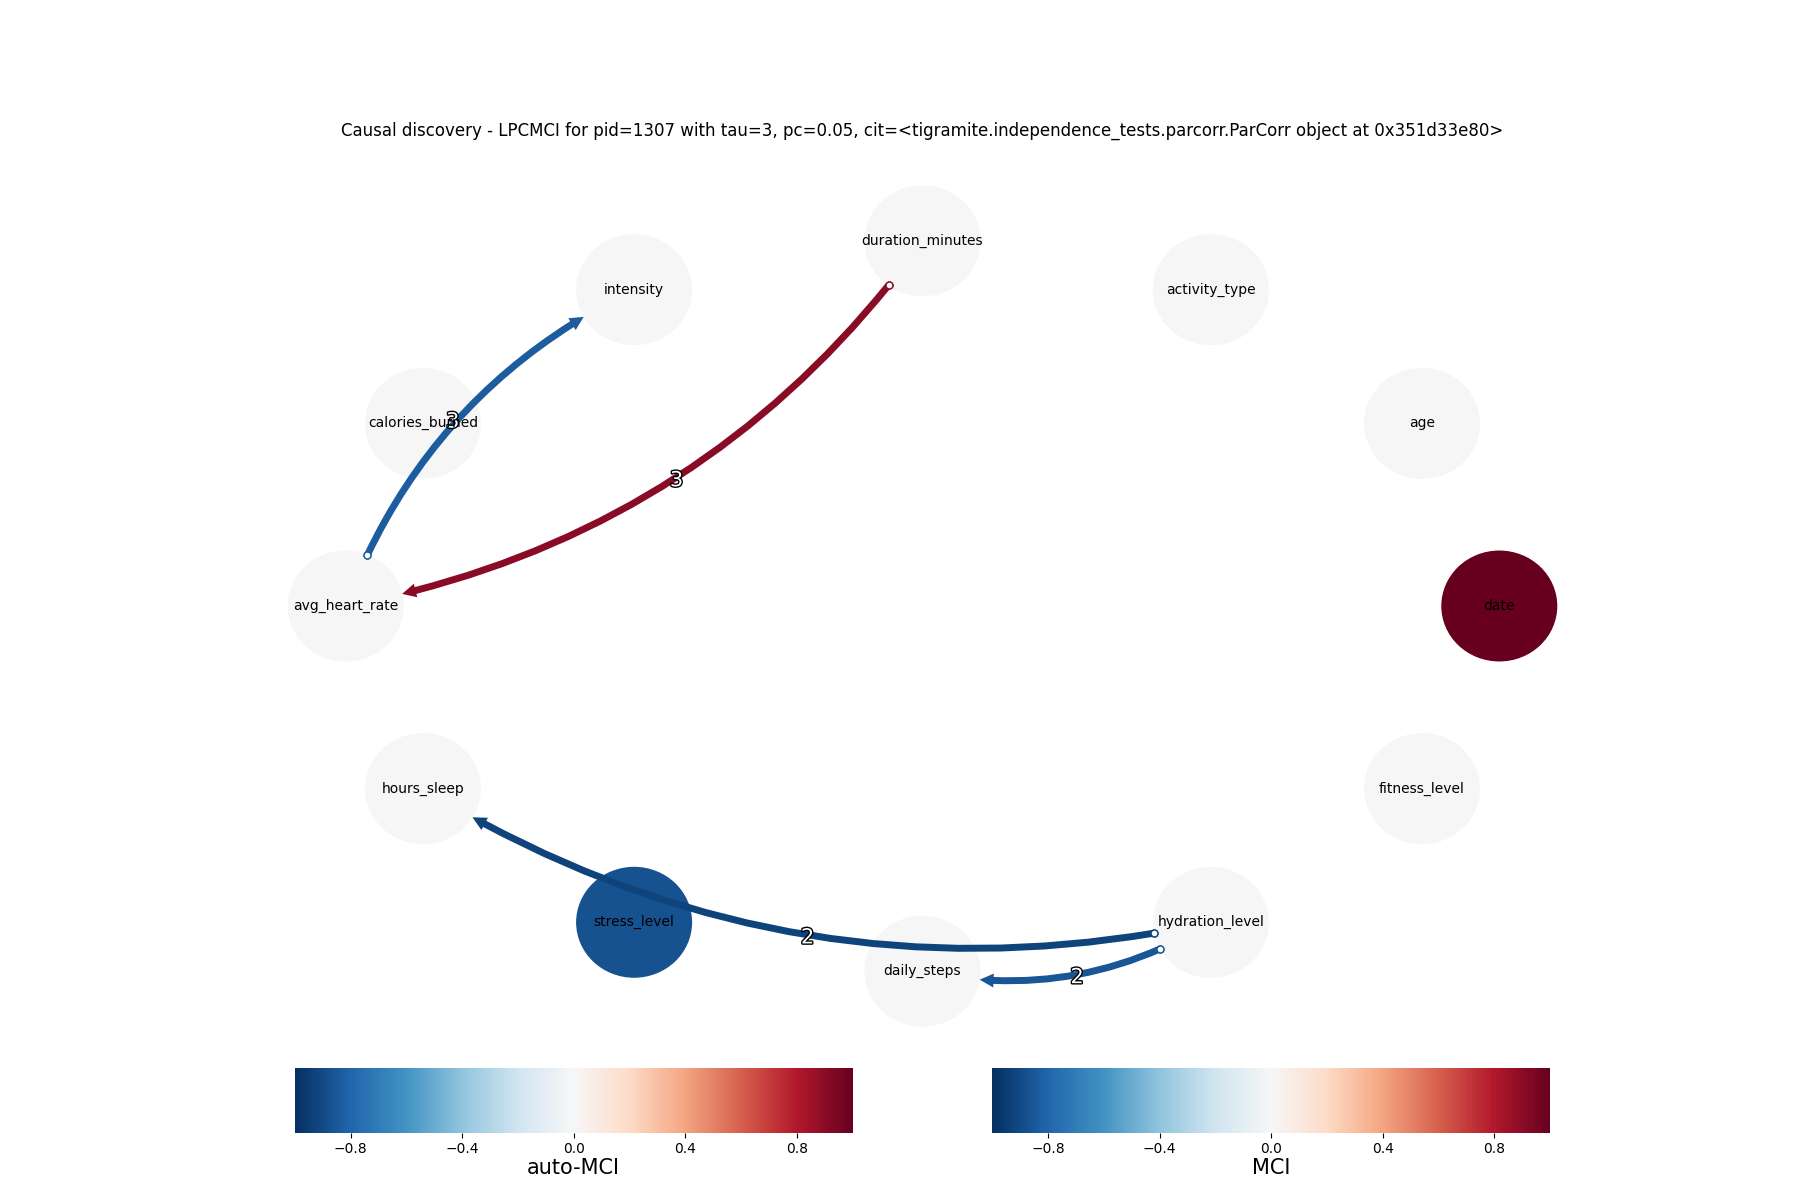 Causal discovery - LPCMCI for pid=1307 with tau=3, pc=0.05, cit=<tigramite.independence_tests.parcorr.ParCorr object at 0x351d33e80>
duration_minutes
intensity
activity_type
calories_burned
3
age
3
avg_heart_rate
date
hours_sleep
fitness_level
stress_level
hydration_level
2
daily_steps
2
−0.8 −0.4 0.0 0.4 0.8
auto-MCI
−0.8 −0.4 0.0 0.4 0.8
MCI